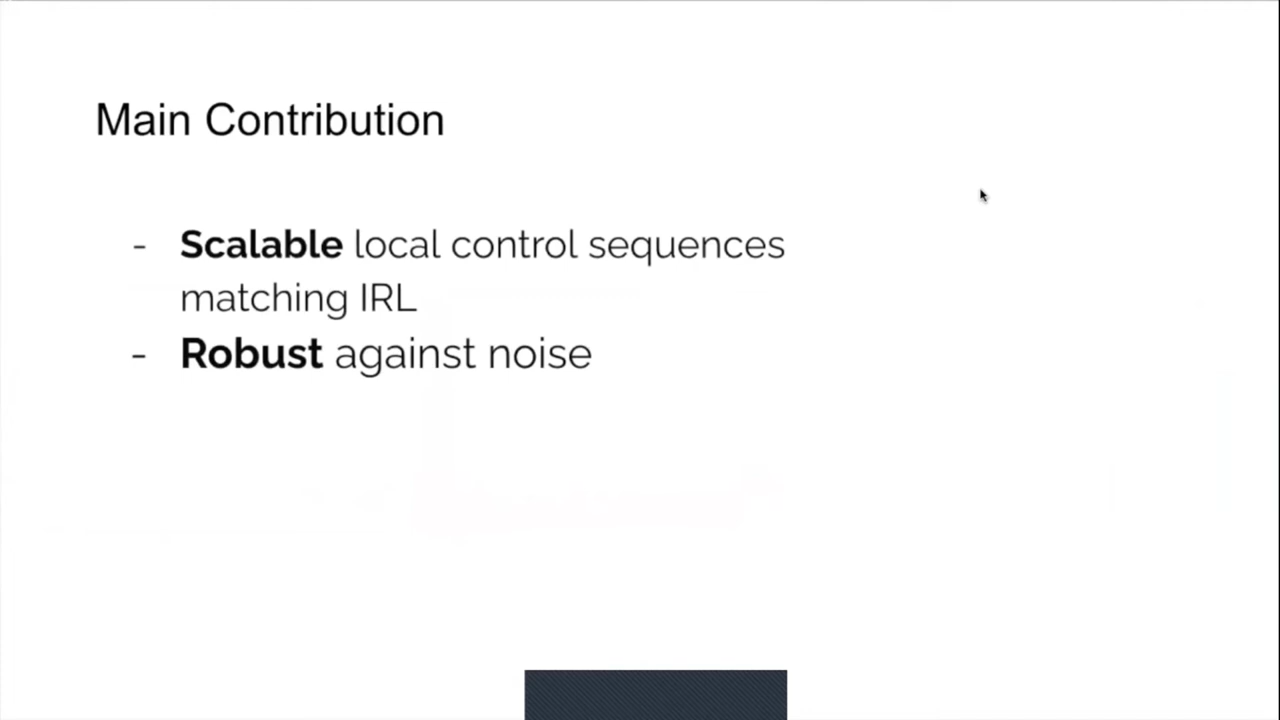 Main Contribution
- Scalable local control sequences
matching IRL
- Robust against noise